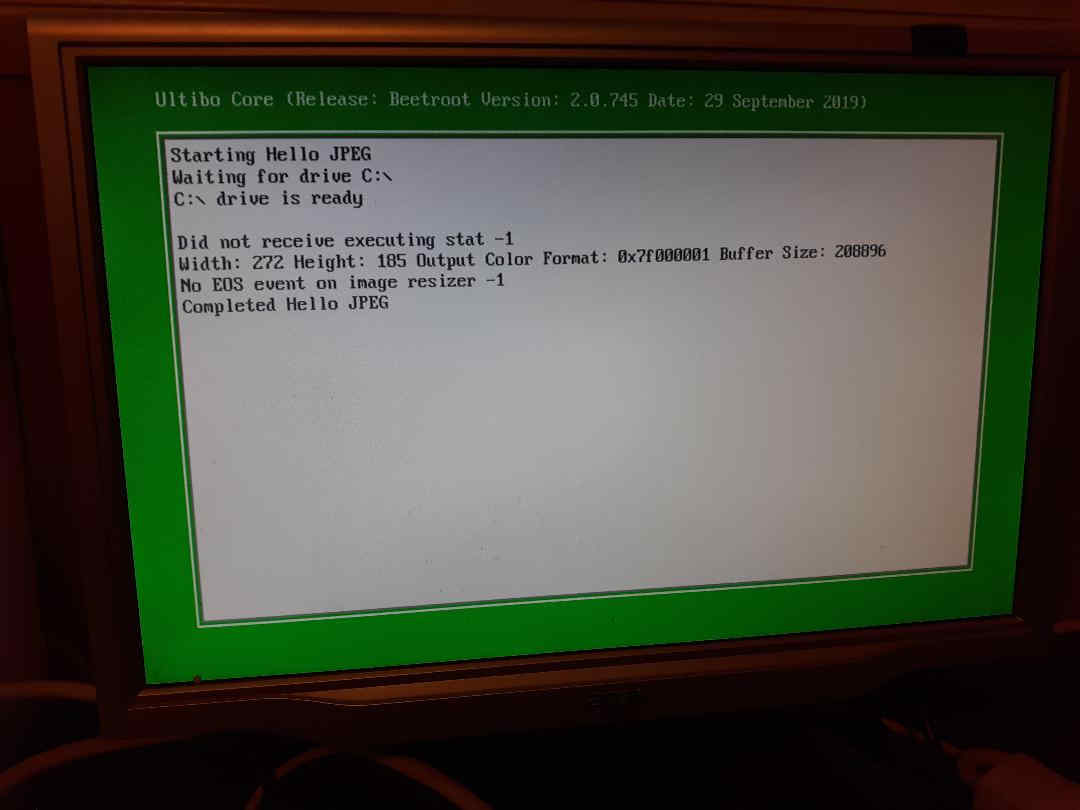 Ultibo Core (Release: Beetroot Version: 2.0.745 Date: 29 September 2019)
Starting Hello JPEG
Waiting for drive C:\
C:\ drive is ready
Did not receive executing stat -1
Width: 272 Height: 185 Output Color Format: 0x7f000001 Buffer Size: 208896
No EOS event on image resizer -1
Completed Hello JPEG